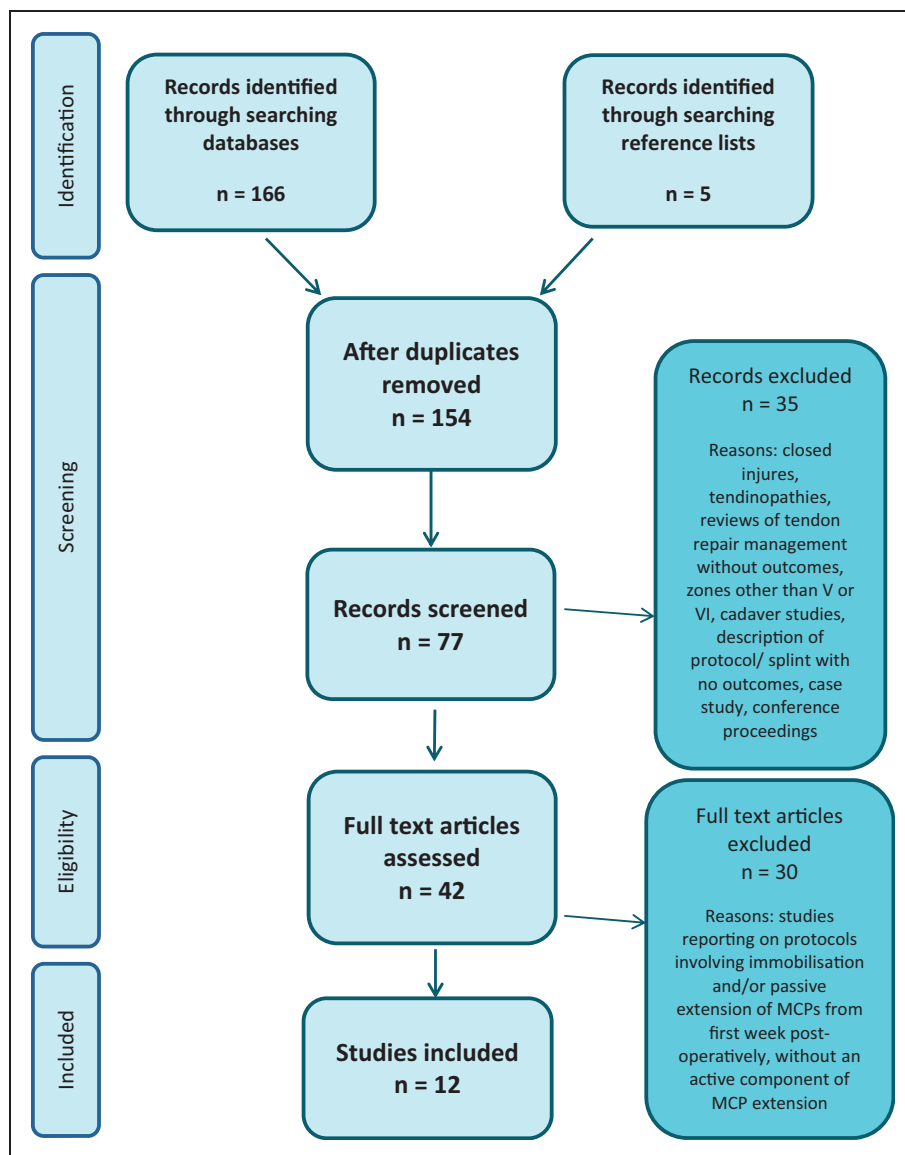 Identification
Records identified
through searching
databases
n = 166
Records identified
through searching
reference lists
n = 5
Screening
After duplicates
removed
n = 154
Records excluded
n = 35
Reasons: closed
injures,
tendinopathies,
reviews of tendon
repair management
without outcomes,
zones other than V or
VI, cadaver studies,
description of
protocol/ splint with
no outcomes, case
study, conference
proceedings
Records screened
n = 77
Eligibility
Full text articles
assessed
n = 42
Full text articles
excluded
n = 30
Reasons: studies
reporting on protocols
involving immobilisation
and/or passive
extension of MCPs from
first week post-
operatively, without an
active component of
MCP extension
Included
Studies included
n = 12